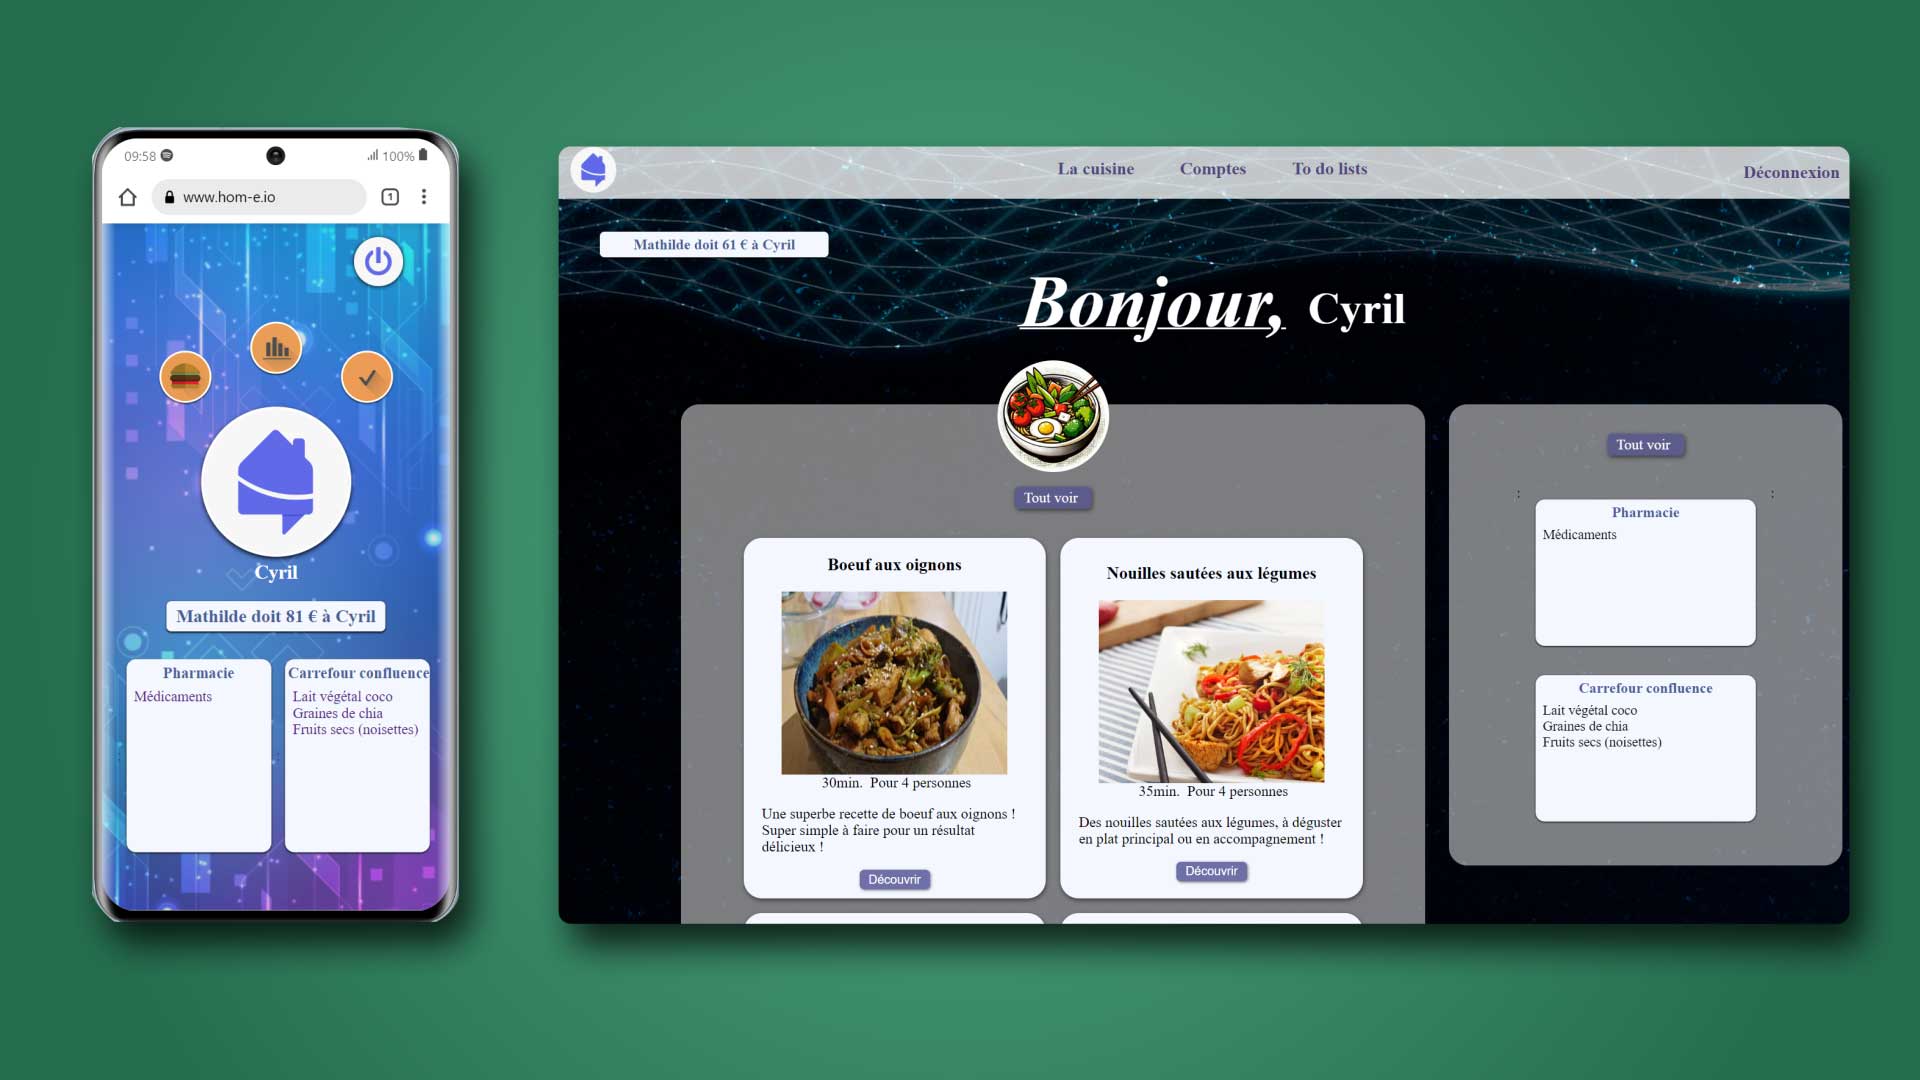 09:58
100%
www.hom-e.io
1
Cyril
Mathilde doit 81 € à Cyril
Pharmacie
Médicaments
Carrefour confluence
Lait végétal coco
Graines de chia
Fruits secs (noisettes)
La cuisine
Comptes
To do lists
Déconnexion
Mathilde doit 61 € à Cyril
Bonjour, Cyril
Tout voir
Boeuf aux oignons
30min. Pour 4 personnes
Une superbe recette de boeuf aux oignons !
Super simple à faire pour un résultat
délicieux !
Découvrir
Nouilles sautées aux légumes
35min. Pour 4 personnes
Des nouilles sautées aux légumes, à déguster
en plat principal ou en accompagnement !
Découvrir
Tout voir
: :
Pharmacie
Médicaments
Carrefour confluence
Lait végétal coco
Graines de chia
Fruits secs (noisettes)